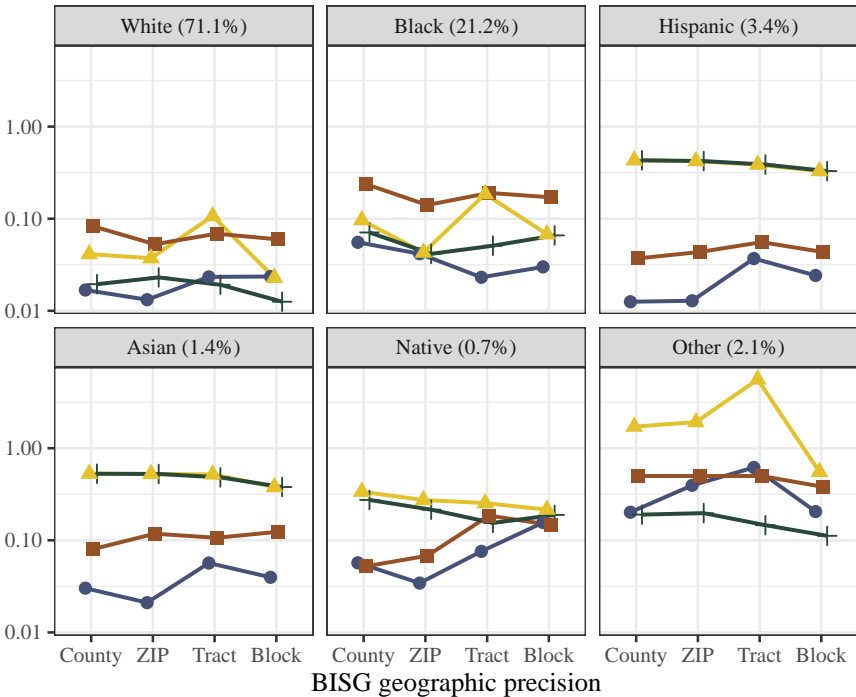 White (71.1%) Black (21.2%) Hispanic (3.4%)
1.00
0.10
0.01
Asian (1.4%) Native (0.7%) Other (2.1%)
1.00
0.10
0.01
County ZIP Tract Block County ZIP Tract Block County ZIP Tract Block
BISG geographic precision